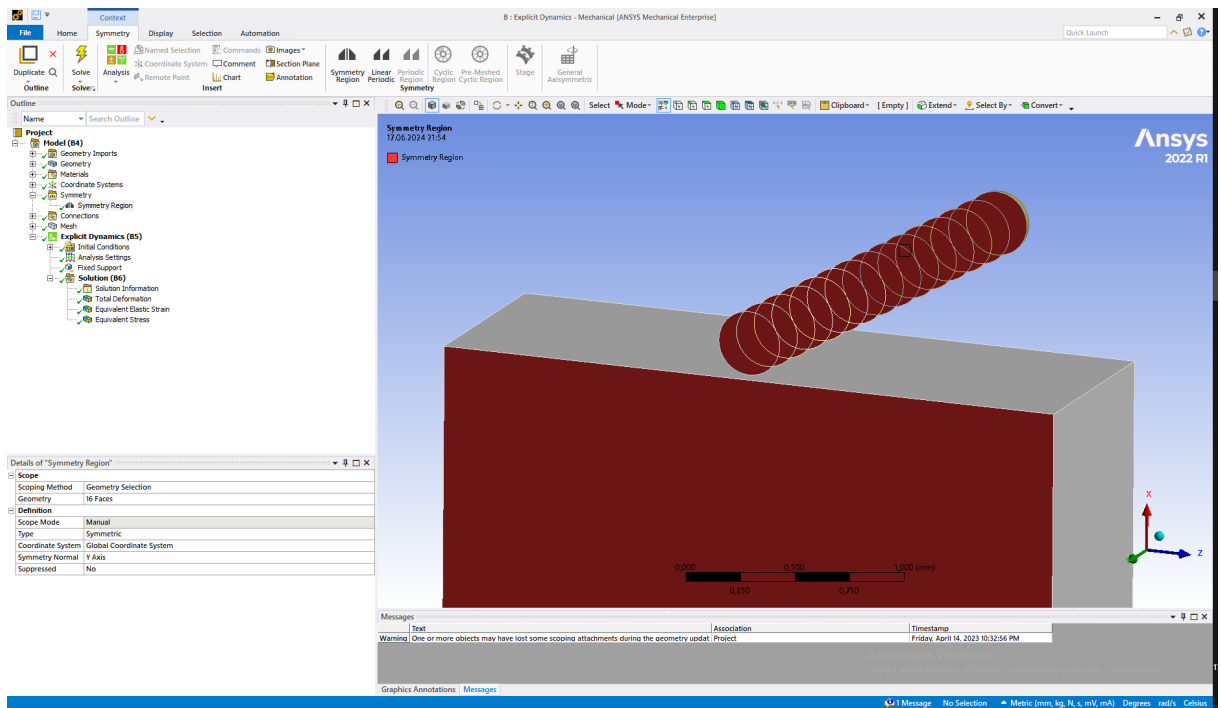 Context
B : Explicit Dynamics - Mechanical [ANSYS Mechanical Enterprise]
File Home Symmetry Display Selection Automation
Quick Launch
Duplicate
Outline
Solve
Solve
Analysis
Named Selection
Coordinate System
Remote Point
Commands
Comment
Chart
Images
Section Plane
Annotation
Insert
Symmetry Region
Linear Periodic
Periodic Region
Cyclic Region
Pre-Meshed Cyclic Region
Symmetry
Stage
General Axisymmetric
Outline
Name Search Outline
Select Mode Clipboard [ Empty ] Extend Select By Convert
Project
Model (B4)
Geometry Imports
Geometry
Materials
Coordinate Systems
Symmetry
Symmetry Region
Connections
Mesh
Explicit Dynamics (B5)
Initial Conditions
Analysis Settings
Fixed Support
Solution (B6)
Solution Information
Total Deformation
Equivalent Elastic Strain
Equivalent Stress
Symmetry Region
17.06.2024 21:54
Symmetry Region
Ansys
2022 R1
X
Z
0,000 0,500 1,000 (mm)
0,250 0,750
Details of "Symmetry Region"
Scope
Scoping Method Geometry Selection
Geometry 16 Faces
Definition
Scope Mode Manual
Type Symmetric
Coordinate System Global Coordinate System
Symmetry Normal Y Axis
Suppressed No
Messages
Text Association Timestamp
Warning One or more objects may have lost some scoping attachments during the geometry updat Project Friday, April 14, 2023 10:32:56 PM
Активация Windows
Graphics Annotations Messages
1 Message No Selection Metric (mm, kg, N, s, mV, mA) Degrees rad/s Celsius